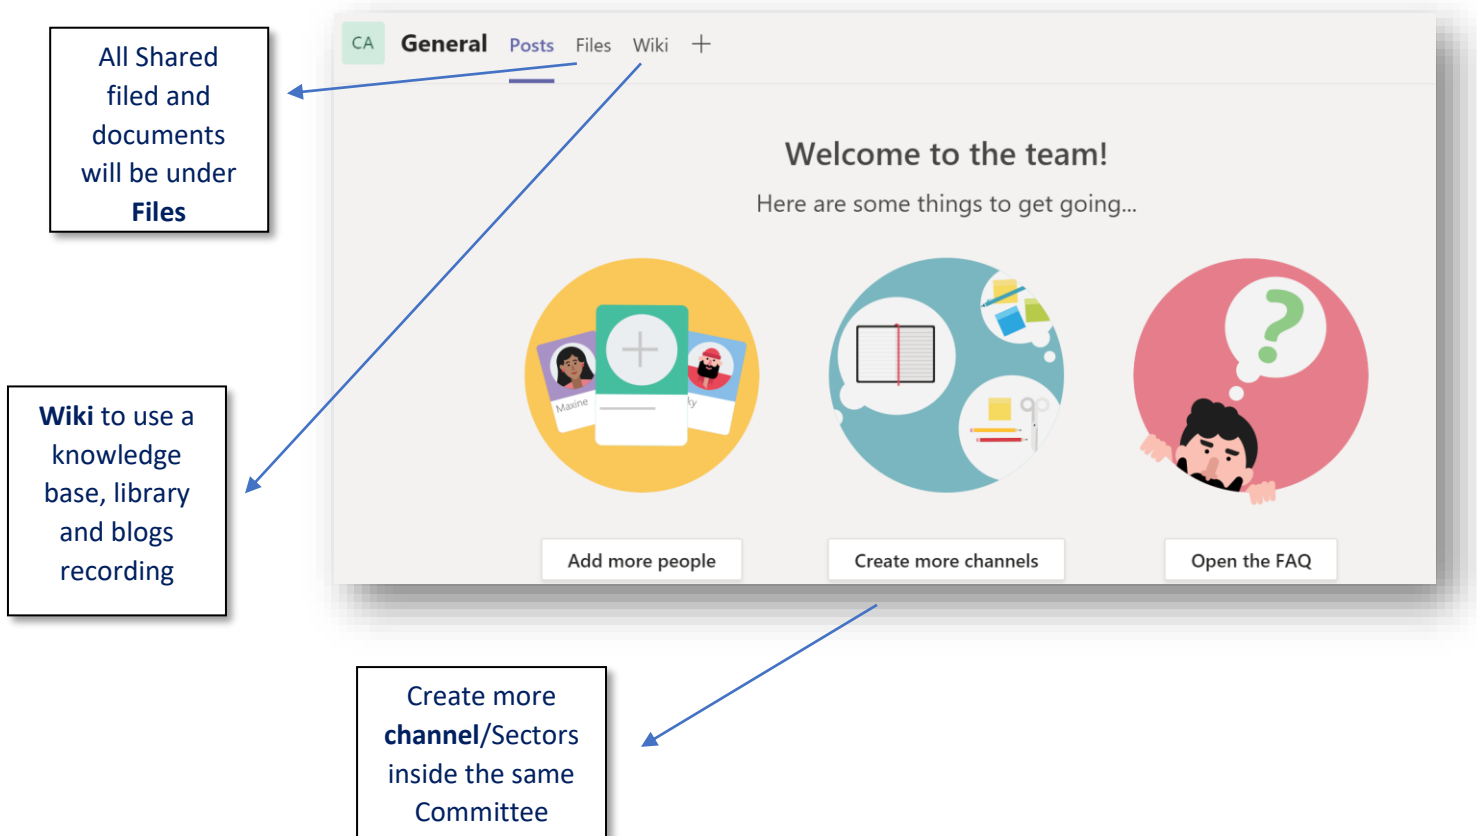 All Shared
filed and
documents
will be under
Files
CA General Posts Files Wiki
Welcome to the team!
Here are some things to get going...
Maxine
ky
Add more people
Create more channels
Open the FAQ
Wiki to use a
knowledge
base, library
and blogs
recording
Create more
channel/Sectors
inside the same
Committee